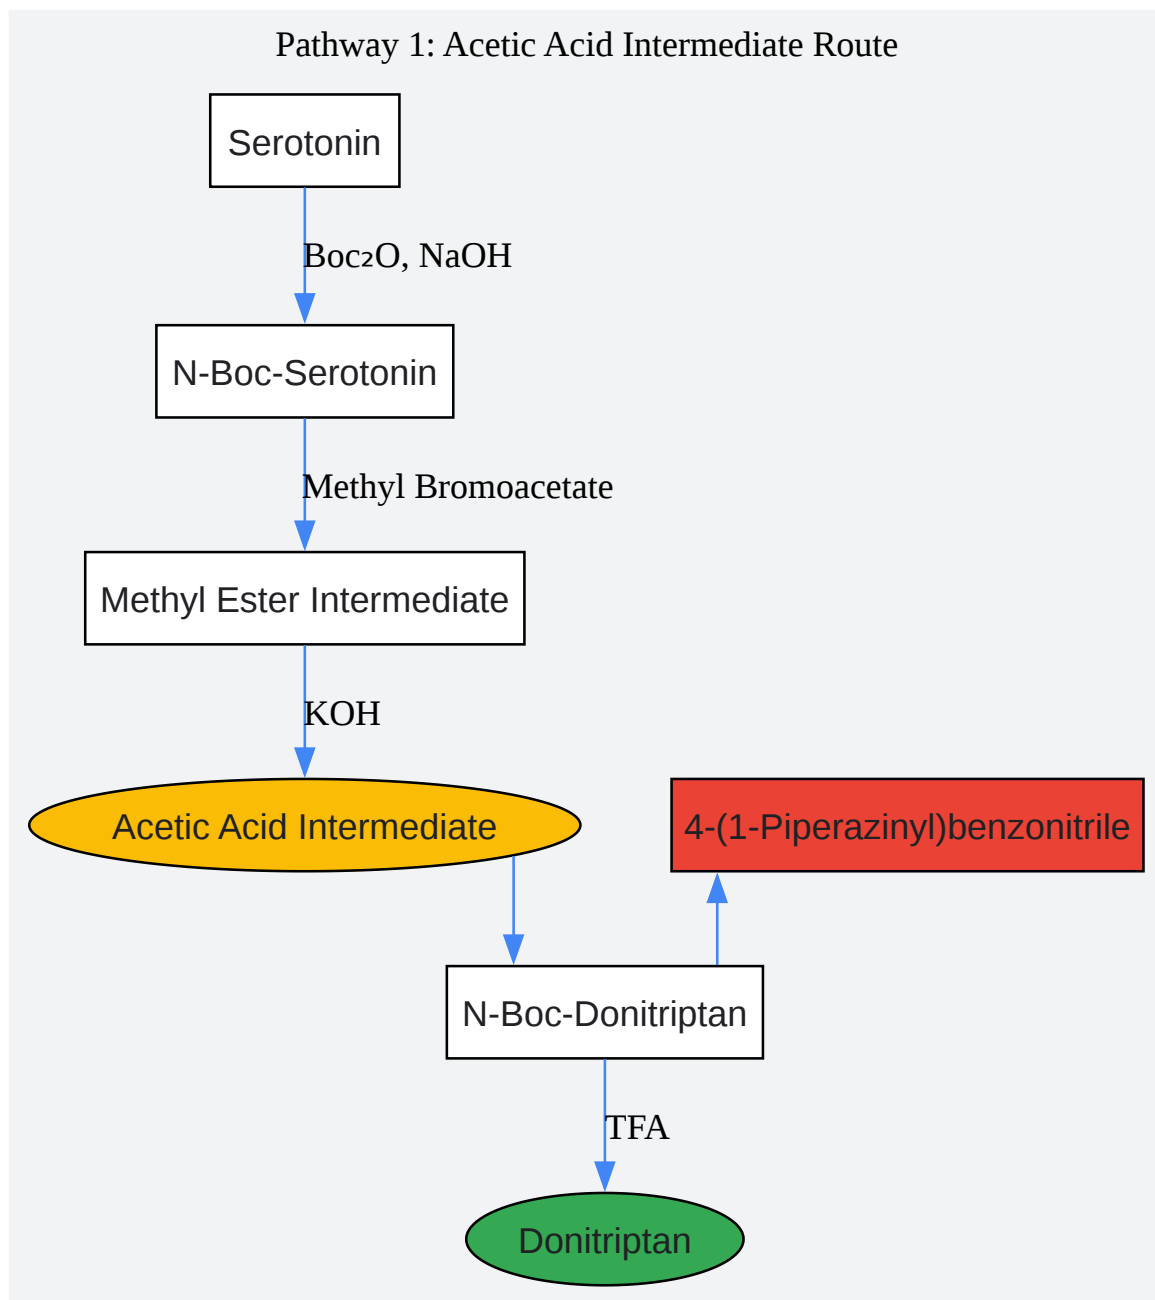 Pathway 1: Acetic Acid Intermediate Route
Serotonin
Boc₂O, NaOH
N-Boc-Serotonin
Methyl Bromoacetate
Methyl Ester Intermediate
KOH
Acetic Acid Intermediate
4-(1-Piperazinyl)benzonitrile
N-Boc-Donitriptan
TFA
Donitriptan